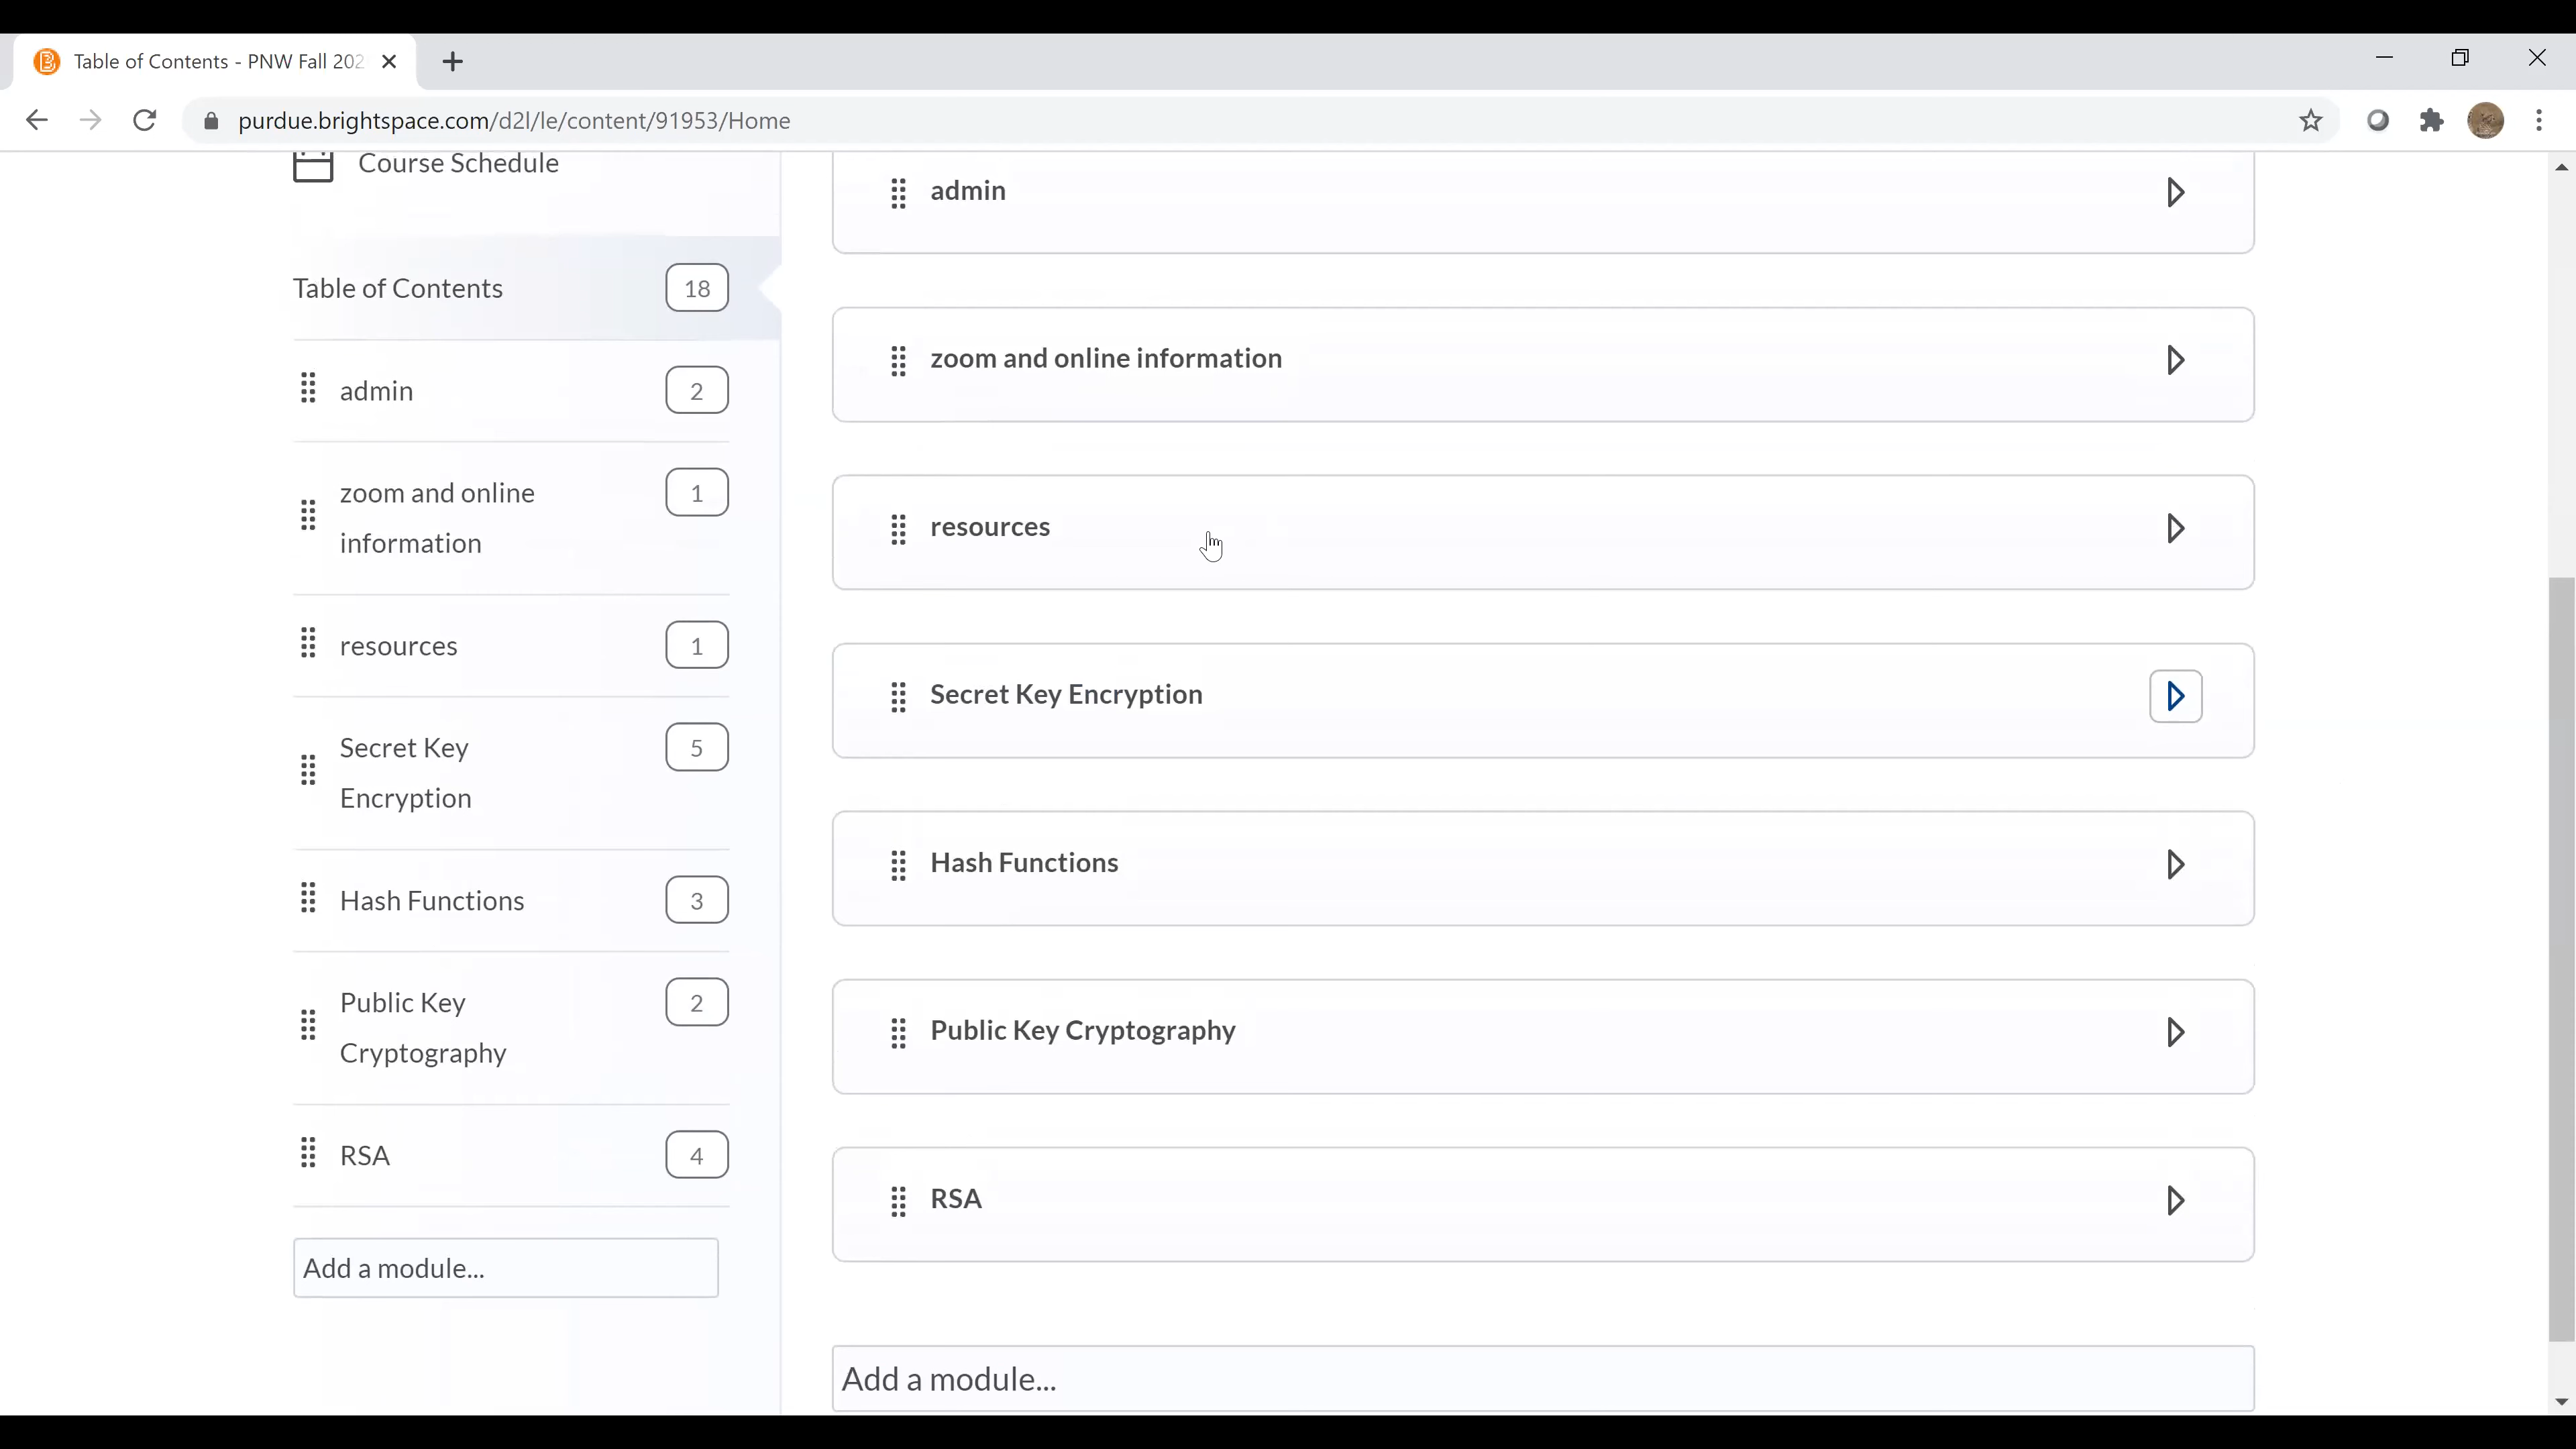 Table of Contents - PNW Fall 202
purdue.brightspace.com/d2l/le/content/91953/Home
Course Schedule
Table of Contents 18
admin 2
zoom and online 1
information
resources 1
Secret Key 5
Encryption
Hash Functions 3
Public Key 2
Cryptography
RSA 4
Add a module...
admin
zoom and online information
resources
Secret Key Encryption
Hash Functions
Public Key Cryptography
RSA
Add a module...